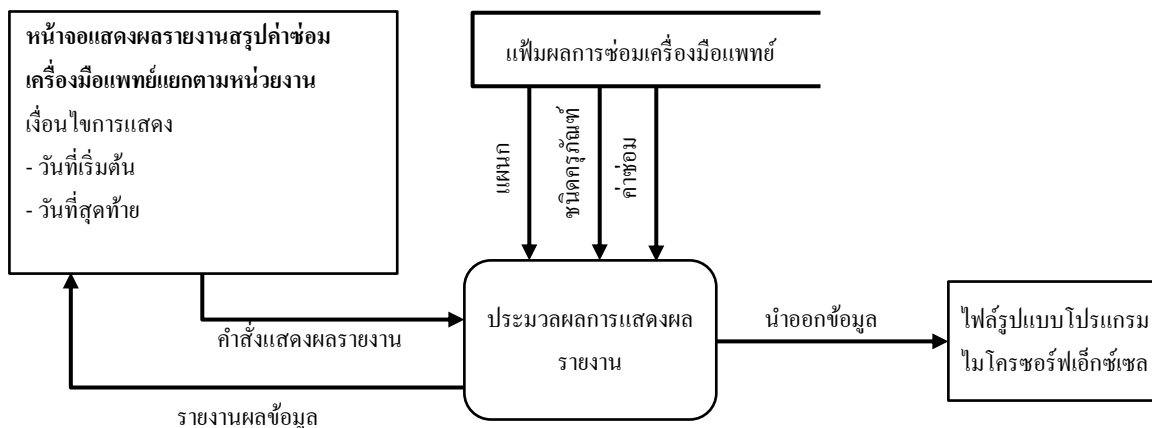 หน้าจอแสดงผลรายงานสรุปค่าซ่อม
เครื่องมือแพทย์แยกตามหน่วยงาน
เงื่อนไขการแสดง
- วันที่เริ่มต้น
- วันที่สุดท้าย
แฟ้มผลการซ่อมเครื่องมือแพทย์
แผนก
ชนิดครุภัณฑ์
ค่าซ่อม
คำสั่งแสดงผลรายงาน
ประมวลผลการแสดงผล
รายงาน
นำออกข้อมูล
ไฟล์รูปแบบโปรแกรม
ไมโครซอร์ฟเอ็กซ์เซล
รายงานผลข้อมูล